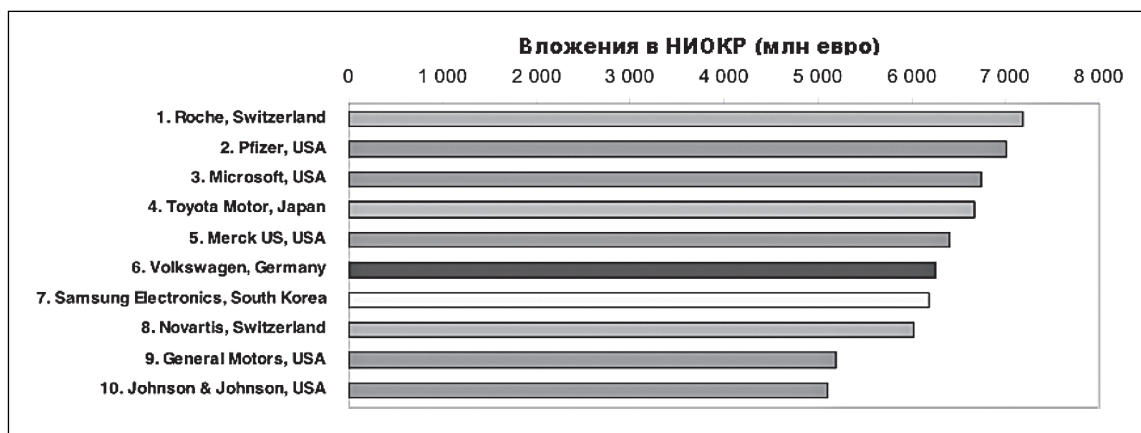 Вложения в НИОКР (млн евро)
0 1 000 2 000 3 000 4 000 5 000 6 000 7 000 8 000
1. Roche, Switzerland
2. Pfizer, USA
3. Microsoft, USA
4. Toyota Motor, Japan
5. Merck US, USA
6. Volkswagen, Germany
7. Samsung Electronics, South Korea
8. Novartis, Switzerland
9. General Motors, USA
10. Johnson & Johnson, USA